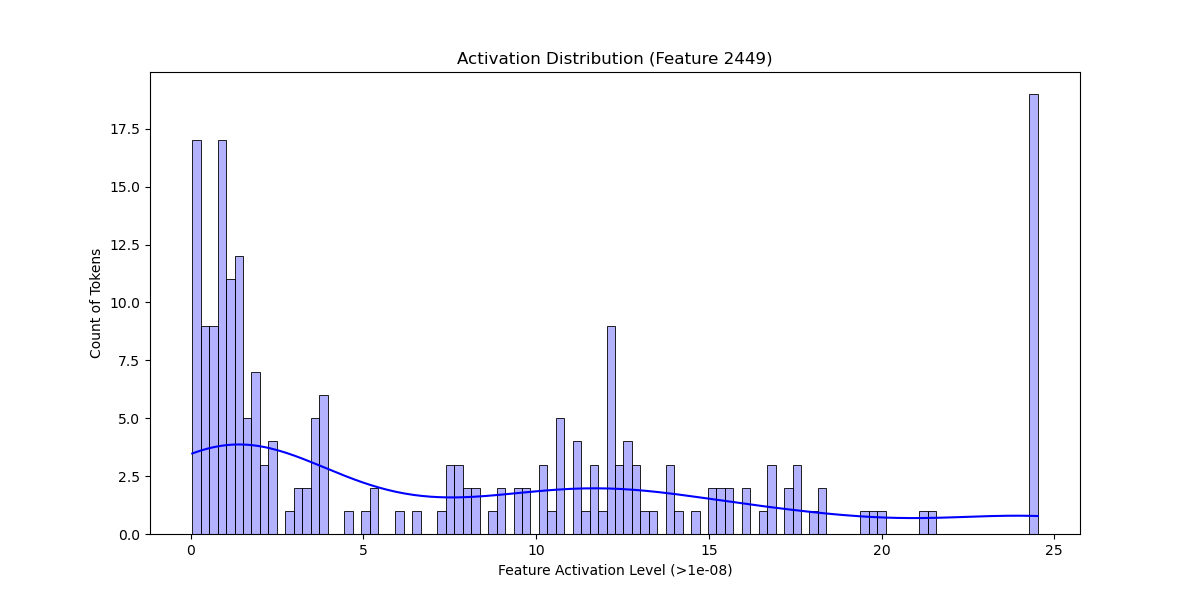 Activation Distribution (Feature 2449)
17.5
15.0
12.5
10.0
7.5
5.0
2.5
0.0
Count of Tokens
0 5 10 15 20 25
Feature Activation Level (>1e-08)